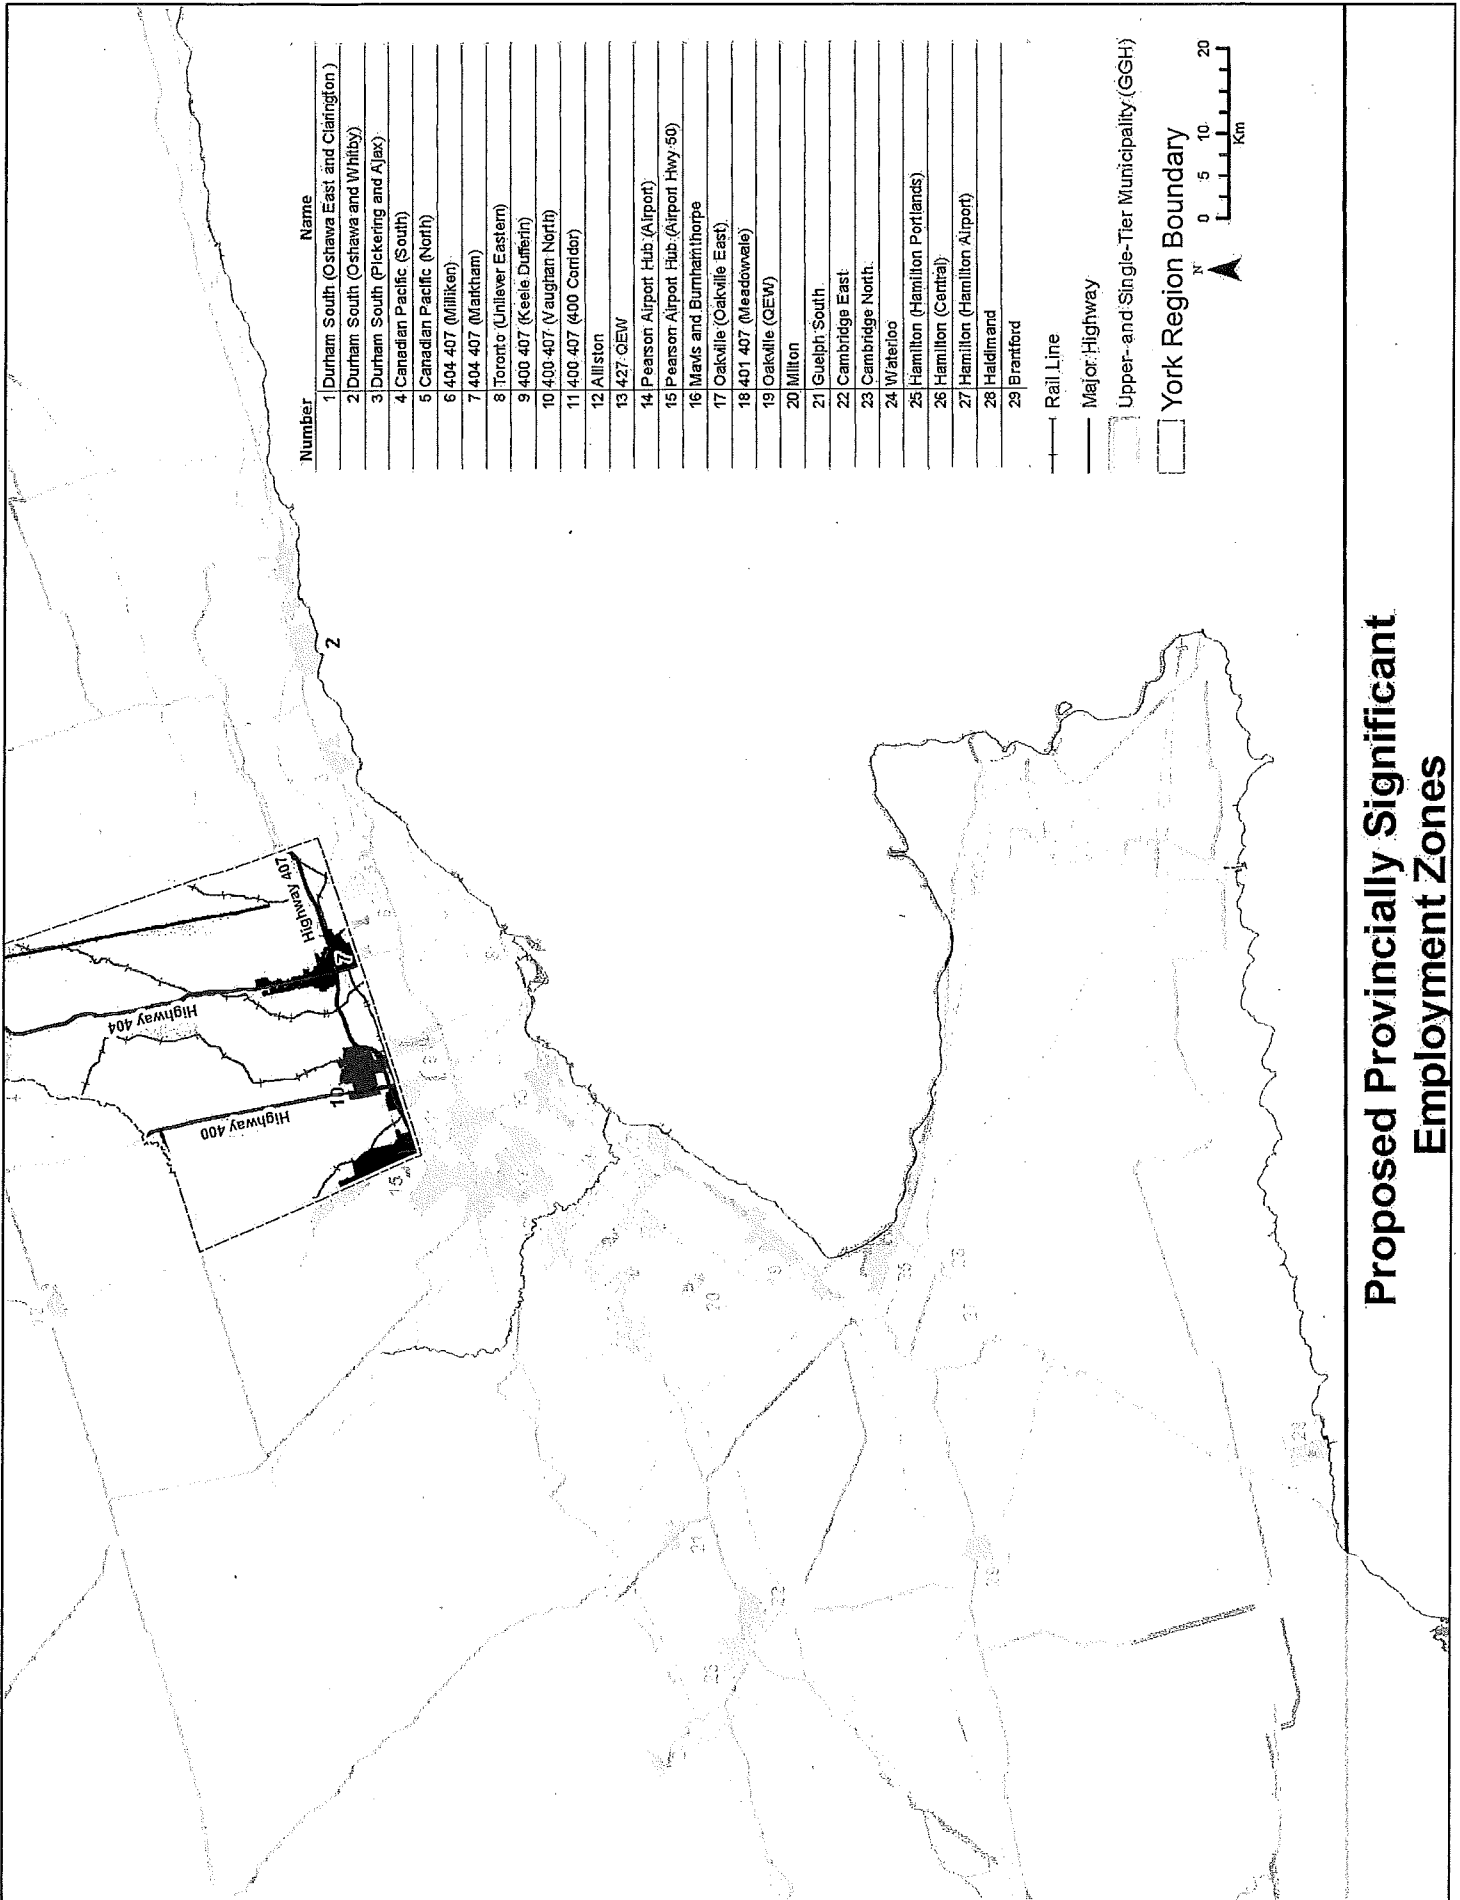 Number Name
1 Durham South (Oshawa East and Clarington )
2 Durham South (Oshawa and Whitby)
3 Durham South (Pickering and Ajax)
4 Canadian Pacific (South)
5 Canadian Pacific (North)
6 404 407 (Milliken)
7 404 407 (Markham)
8 Toronto (Unilever Eastern)
9 400 407 (Keele Dufferin)
10 400 407 (Vaughan North)
11 400 407 (400 Corridor)
12 Alliston
13 427 QEW
14 Pearson Airport Hub (Airport)
15 Pearson Airport Hub (Airport Hwy 50)
16 Mavis and Burnhamthorpe
17 Oakville (Oakville East)
18 401 407 (Meadowvale)
19 Oakville (QEW)
20 Milton
21 Guelph South
22 Cambridge East
23 Cambridge North
24 Waterloo
25 Hamilton (Hamilton Portlands)
26 Hamilton (Central)
27 Hamilton (Hamilton Airport)
28 Haldimand
29 Brantford
Rail Line
Major Highway
Upper- and Single-Tier Municipality (GGH)
York Region Boundary
N
0 5 10 20
Km
Highway 404
Highway 407
Highway 400
7
10
15
2
20
28
Proposed Provincially Significant
Employment Zones